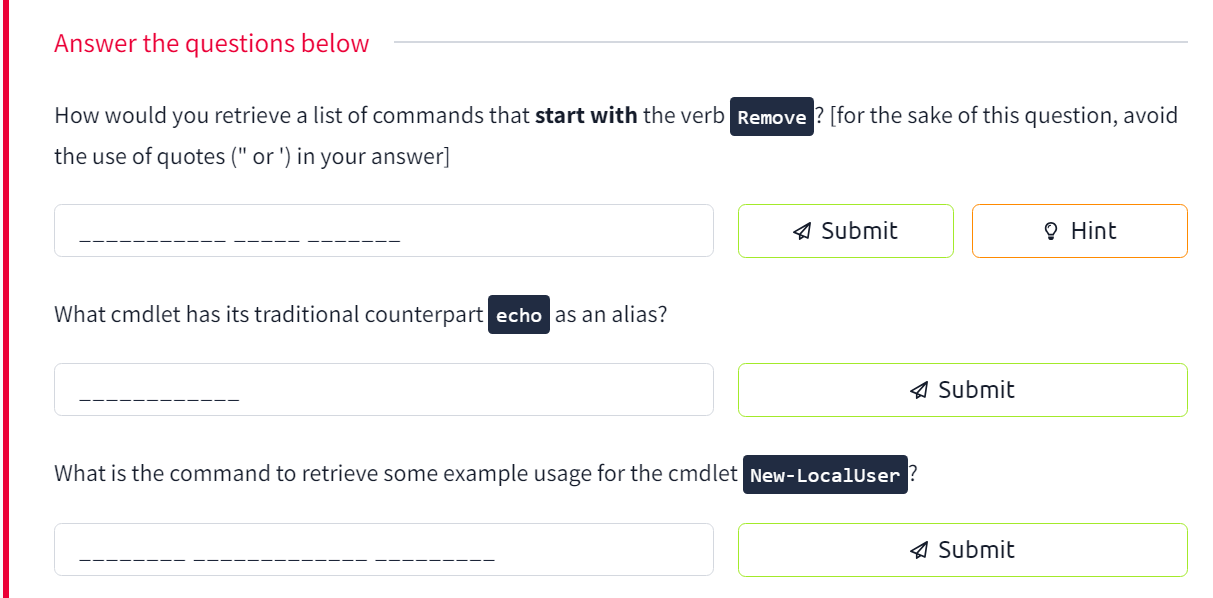 Answer the questions below
How would you retrieve a list of commands that start with the verb Remove? [for the sake of this question, avoid
the use of quotes (" or ') in your answer]
___________ _____ _______
Submit
Hint
What cmdlet has its traditional counterpart echo as an alias?
____________
Submit
What is the command to retrieve some example usage for the cmdlet New-LocalUser?
________ _____________ _________
Submit